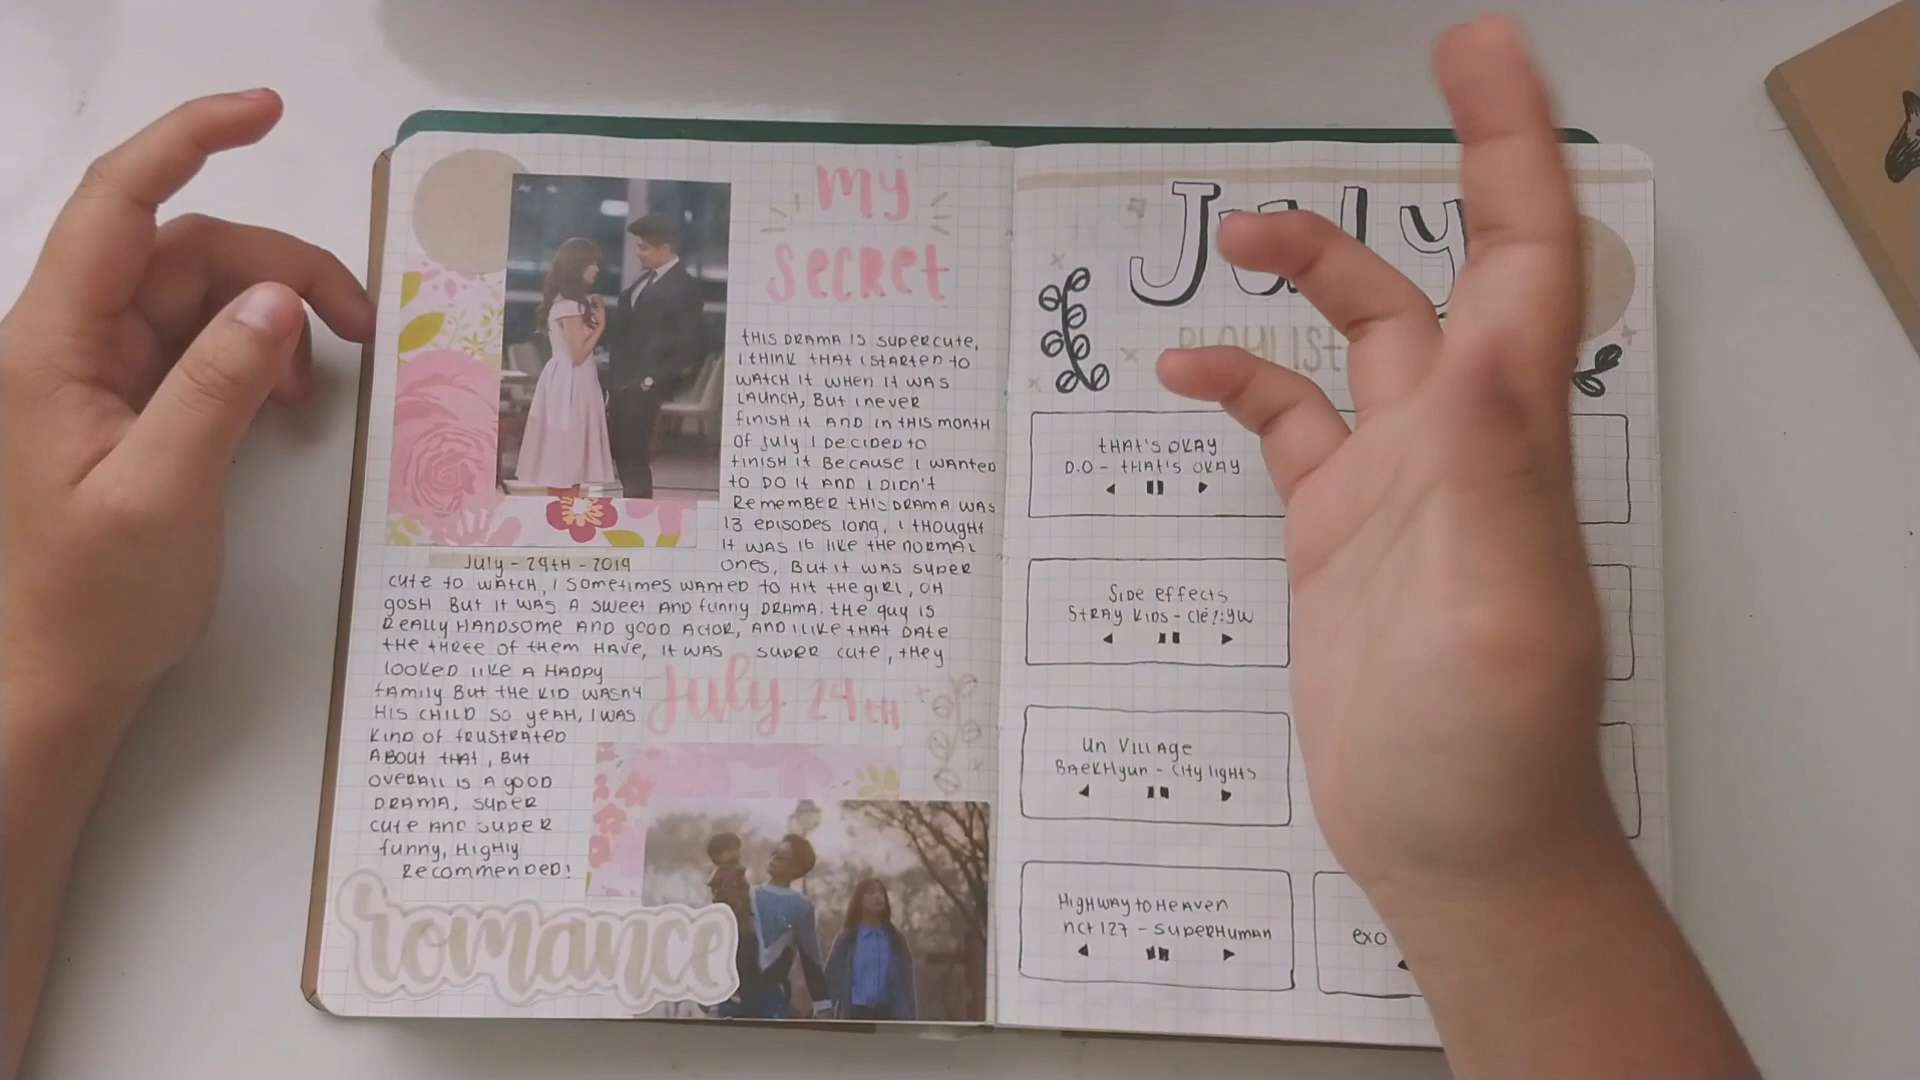 My
Secret
THIS DRAMA IS SUPERCUTE,
I THINK THAT I STARTED TO
WATCH IT WHEN IT WAS
LAUNCH, BUT I NEVER
FINISH IT AND IN THIS MONTH
OF JULY I DECIDED TO
FINISH IT BECAUSE I WANTED
TO DO IT AND I DIDN'T
REMEMBER THIS DRAMA WAS
13 EPISODES LONG, I THOUGHT
IT WAS 16 LIKE THE NORMAL
ONES, BUT IT WAS SUPER
July - 29TH - 2019
CUTE TO WATCH, I SOMETIMES WANTED TO HIT THE GIRL, OH
GOSH BUT IT WAS A SWEET AND FUNNY DRAMA. THE GUY IS
REALLY HANDSOME AND GOOD ACTOR, AND I LIKE THAT DATE
THE THREE OF THEM HAVE, IT WAS SUPER CUTE, THEY
LOOKED LIKE A HAPPY
FAMILY BUT THE KID WASN'T
HIS CHILD SO YEAH, I WAS
KIND OF FRUSTRATED
ABOUT THAT, BUT
OVERALL IS A GOOD
DRAMA, SUPER
CUTE AND SUPER
FUNNY, HIGHLY
RECOMMENDED!
July 24TH
romance
July
PLAYLIST
THAT'S OKAY
D.O - THAT'S OKAY
SIDE EFFECTS
STRAY KIDS - Clé 2: YW
UN VILLAGE
BAEKHYUN - CITY LIGHTS
HIGHWAY TO HEAVEN
NCT 127 - SUPERHUMAN
EXO